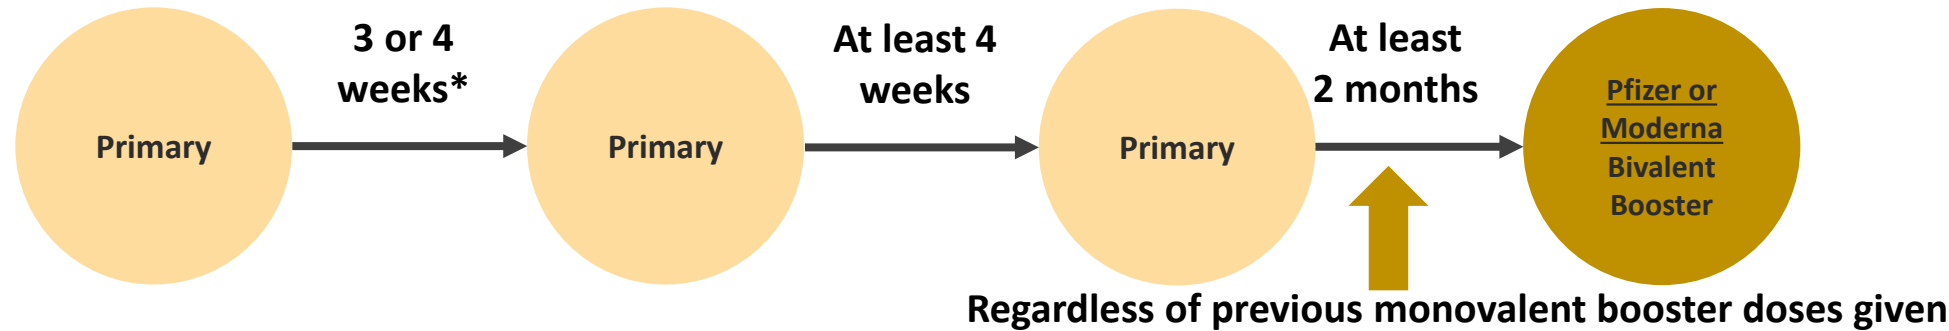 Primary
3 or 4
weeks*
Primary
At least 4
weeks
Primary
At least
2 months
Pfizer or
Moderna
Bivalent
Booster
Regardless of previous monovalent booster doses given